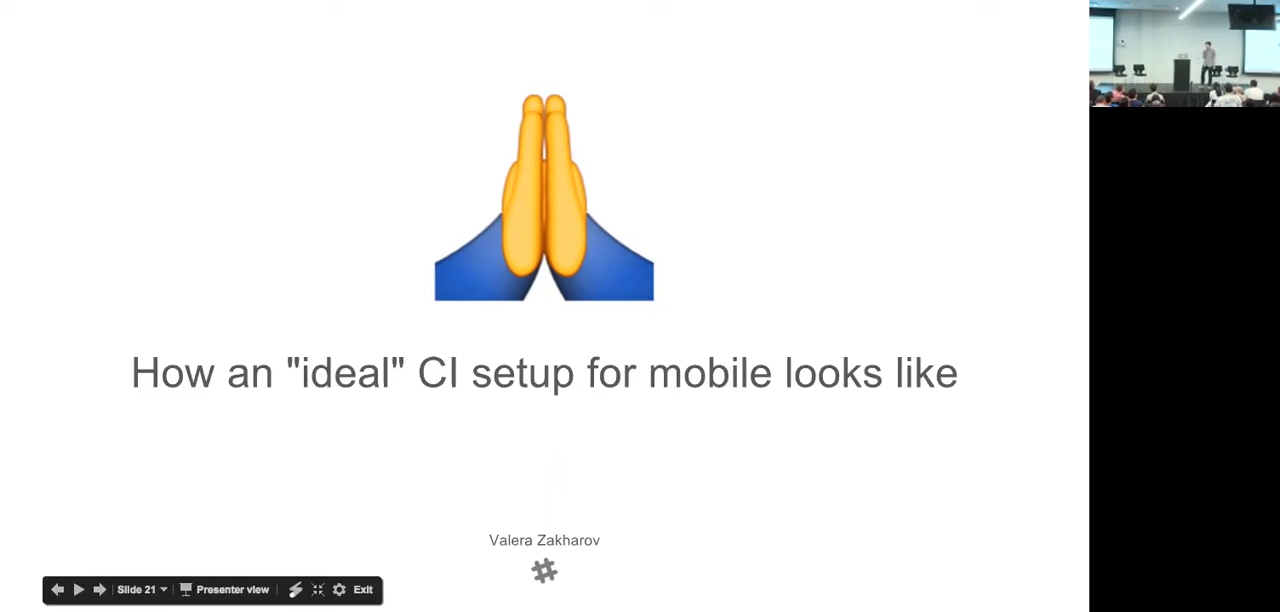 How an "ideal" CI setup for mobile looks like
Valera Zakharov
Slide 21
Presenter view
Exit